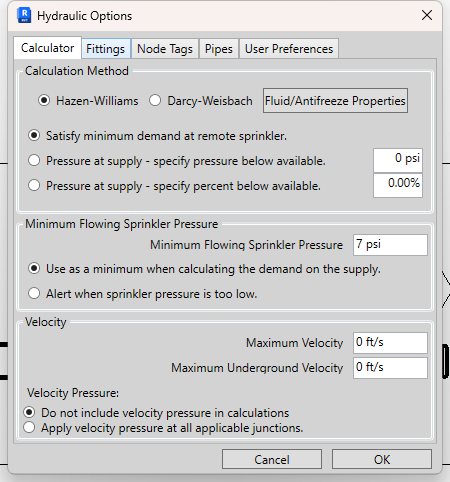 Hydraulic Options
Calculator Fittings Node Tags Pipes User Preferences
Calculation Method
Hazen-Williams Darcy-Weisbach Fluid/Antifreeze Properties
Satisfy minimum demand at remote sprinkler.
Pressure at supply - specify pressure below available. 0 psi
Pressure at supply - specify percent below available. 0.00%
Minimum Flowing Sprinkler Pressure
Minimum Flowing Sprinkler Pressure 7 psi
Use as a minimum when calculating the demand on the supply.
Alert when sprinkler pressure is too low.
Velocity
Maximum Velocity 0 ft/s
Maximum Underground Velocity 0 ft/s
Velocity Pressure:
Do not include velocity pressure in calculations
Apply velocity pressure at all applicable junctions.
Cancel OK